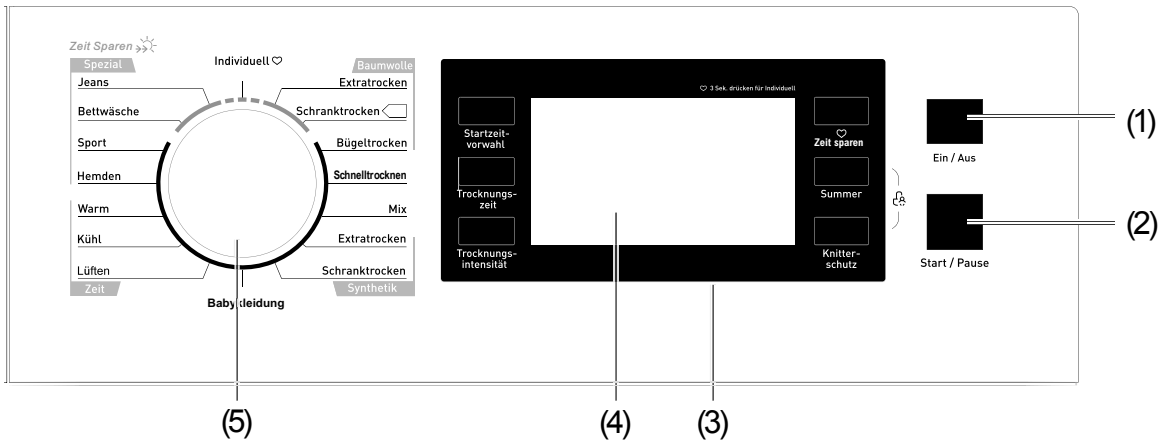 Zeit Sparen
Spezial
Jeans
Bettwäsche
Sport
Hemden
Warm
Kühl
Lüften
Zeit
Individuell
Babykleidung
Baumwolle
Extratrocken
Schranktrocken
Bügeltrocken
Schnelltrocknen
Mix
Extratrocken
Schranktrocken
Synthetik
3 Sek. drücken für Individuell
Startzeit-
vorwahl
Trocknungs-
zeit
Trocknungs-
intensität
Zeit sparen
Summer
Knitter-
schutz
Ein / Aus
Start / Pause
(1)
(2)
(3)
(4)
(5)